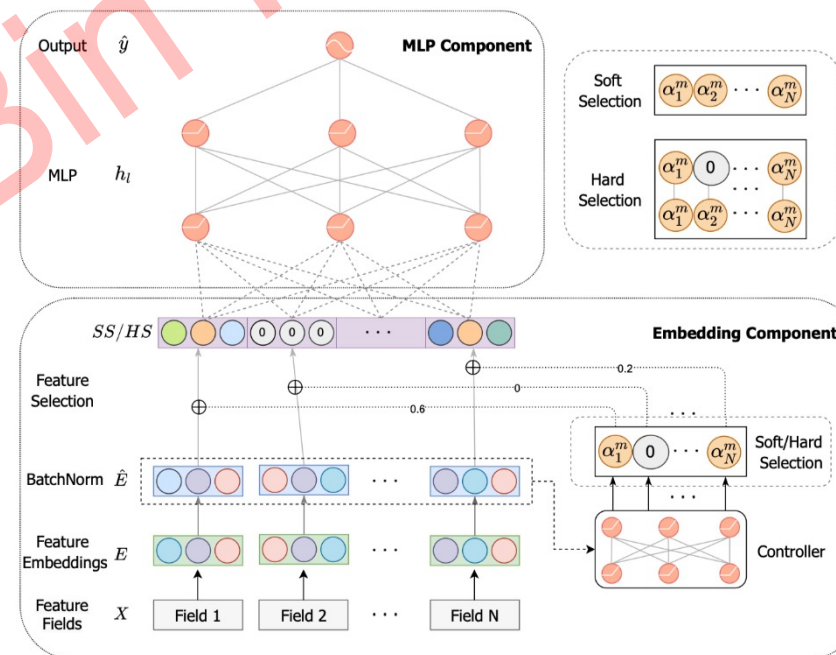 Bin
Output ŷ
MLP Component
MLP h_l
Soft Selection
α_1^m α_2^m ... α_N^m
Hard Selection
α_1^m 0 ... α_N^m
...
α_1^m α_2^m ... α_N^m
Embedding Component
SS/HS
0 0 0 ...
Feature Selection
0.2
0
0.6
...
α_1^m 0 ... α_N^m
Soft/Hard Selection
BatchNorm Ê ...
...
Feature Embeddings E ...
Controller
Feature Fields X
Field 1 Field 2 ... Field N